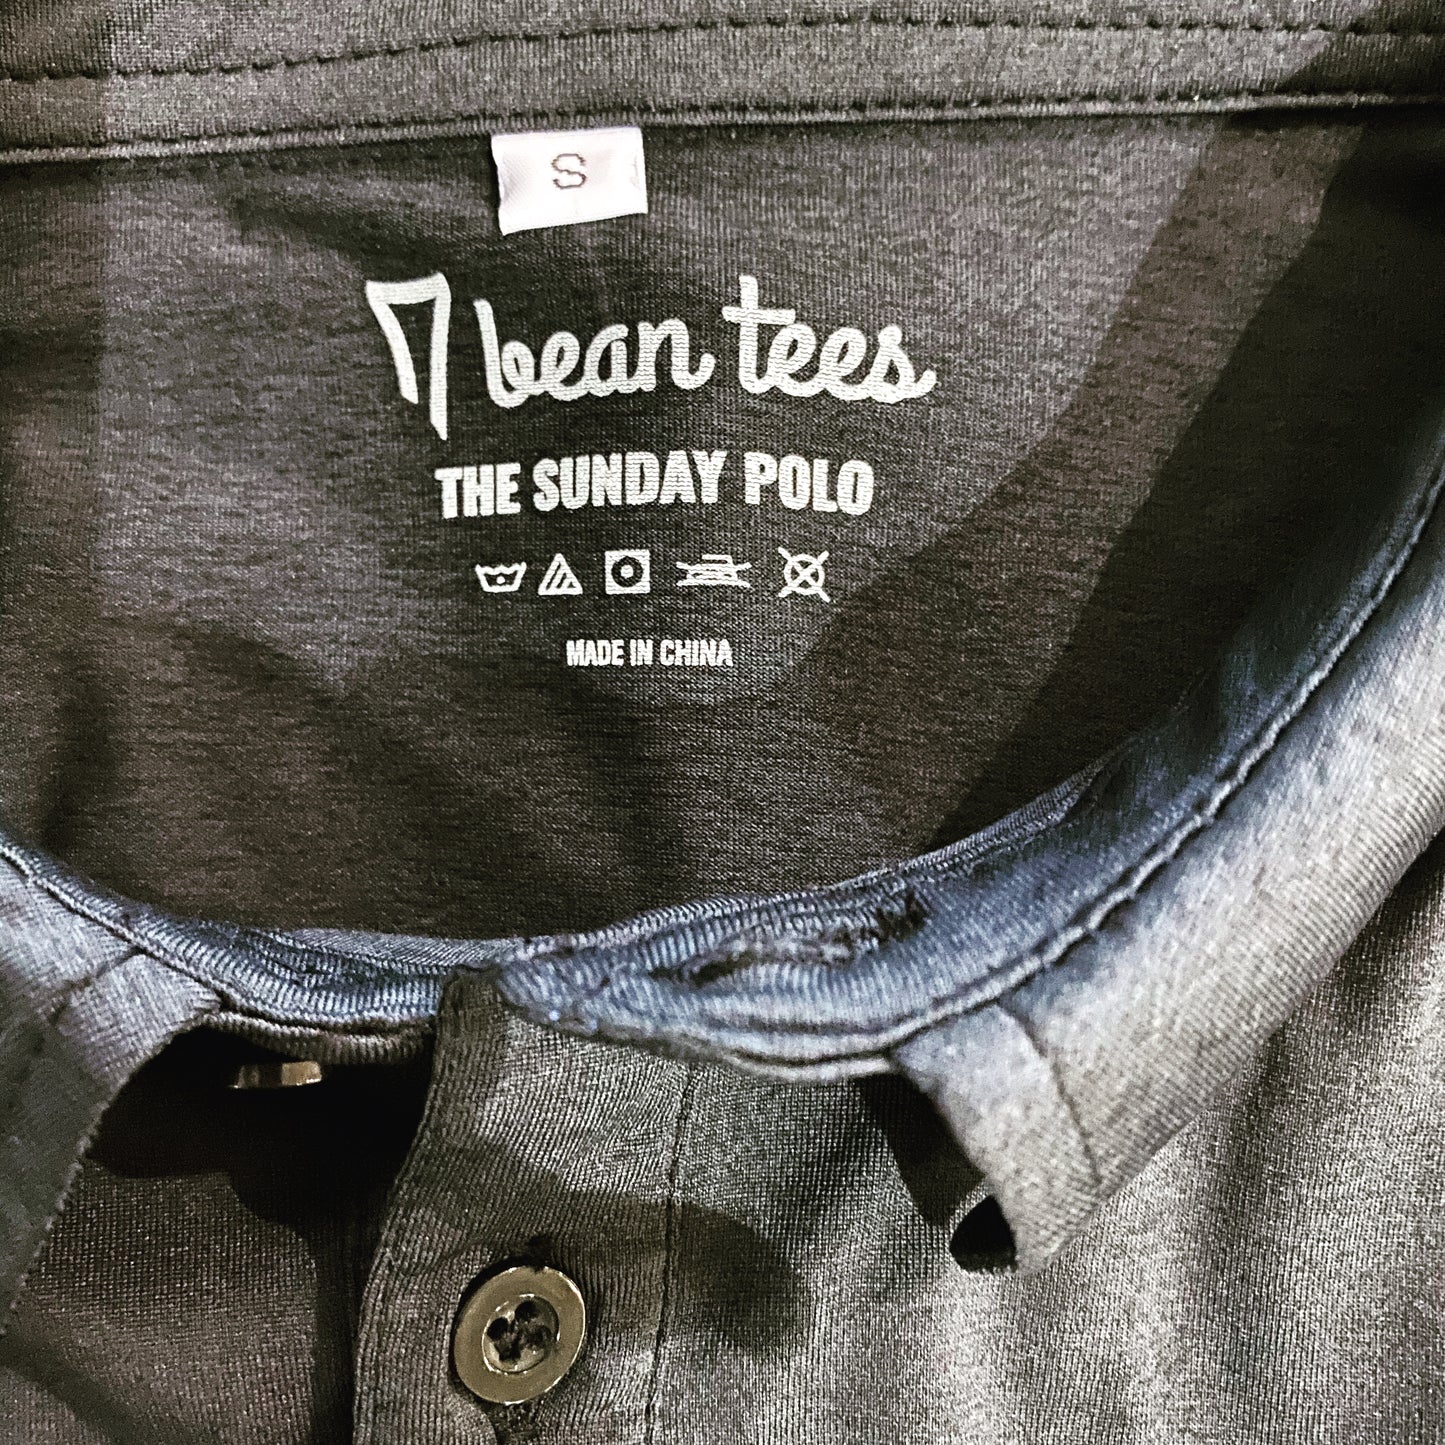 S
bean tees
THE SUNDAY POLO
MADE IN CHINA